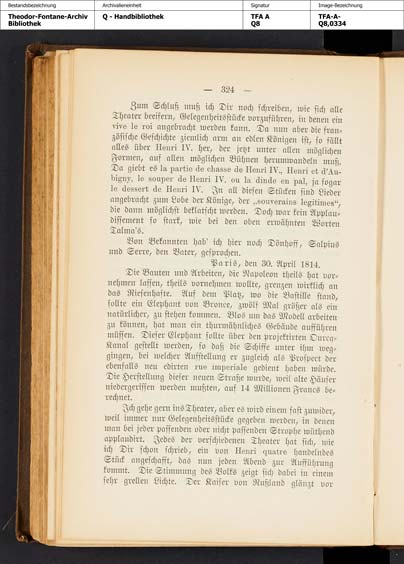 Bestandsbezeichnung
Archivalieneinheit
Signatur
Image-Bezeichnung
Theodor-Fontane-Archiv
Bibliothek
Q - Handbibliothek
TFA A
Q8
TFA-A-
Q8,0334
— 324 —
Zum Schluß muß ich Dir noch schreiben, wie sich alle
Theater beeifern, Gelegenheitsstücke vorzuführen, in denen ein
vive le roi angebracht werden kann. Da nun aber die fran-
zösische Geschichte ziemlich arm an edlen Königen ist, so fällt
alles über Henri IV. her, der jetzt unter allen möglichen
Formen, auf allen möglichen Bühnen herumwandeln muß.
Da giebt es la partie de chasse de Henri IV., Henri et d'Au-
bigny, le souper de Henri IV. ou la dinde en pal, ja sogar
le dessert de Henri IV. In all diesen Stücken sind Lieder
angebracht zum Lobe der Könige, der „souverains legitimes",
die dann möglichst beklatscht werden. Doch war kein Applau-
dissement so stark, wie bei den oben erwähnten Worten
Talma's.
Von Bekannten hab' ich hier noch Dönhoff, Salpius
und Serre, den Vater, gesprochen.
Paris, den 30. April 1814.
Die Bauten und Arbeiten, die Napoleon theils hat vor-
nehmen lassen, theils vornehmen wollte, grenzen wirklich an
das Riesenhafte. Auf dem Platz, wo die Bastille stand,
sollte ein Elephant von Bronce, zwölf Mal größer als ein
natürlicher, zu stehen kommen. Blos um das Modell arbeiten
zu können, hat man ein thurmähnliches Gebäude aufführen
müssen. Dieser Elephant sollte über den projektirten Ourcq-
Kanal gestellt werden, so daß die Schiffe unter ihm weg-
gingen, bei welcher Aufstellung er zugleich als Prospect der
ebenfalls neu edirten rue imperiale gedient haben würde.
Die Herstellung dieser neuen Straße wurde, weil alte Häuser
niedergerissen werden mußten, auf 14 Millionen Francs be-
rechnet.
Ich gehe gern ins Theater, aber es wird einem fast zuwider,
weil immer nur Gelegenheitsstücke gegeben werden, in denen
man bei jeder passenden oder nicht passenden Strophe wüthend
applaudirt. Jedes der verschiedenen Theater hat sich, wie
ich Dir schon schrieb, ein von Henri quatre handelndes
Stück angeschafft, das nun jeden Abend zur Aufführung
kommt. Die Stimmung des Volks zeigt sich dabei in einem
sehr grellen Lichte. Der Kaiser von Rußland glänzt vor